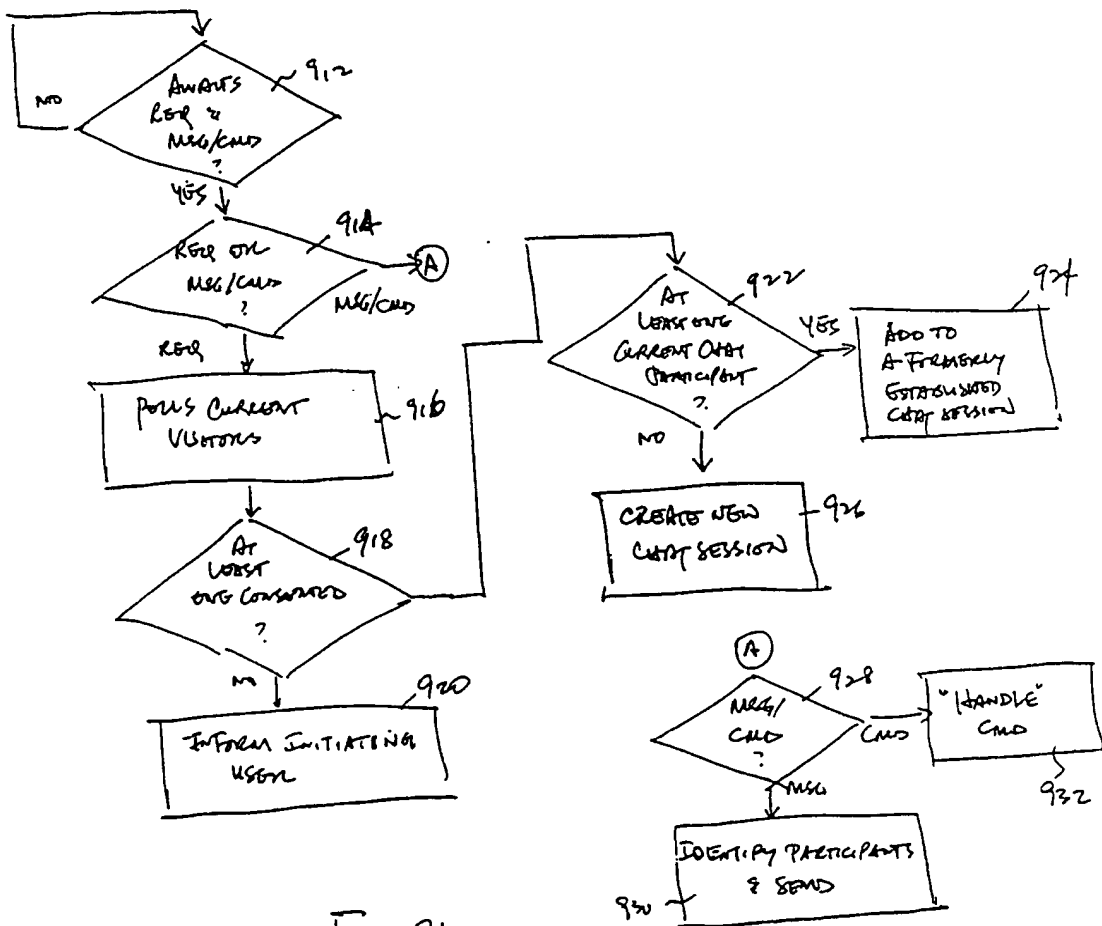 AWAITS
REQ &
MSG/CMD
?
912
NO
YES
REQ OR
MSG/CMD
?
914
A
MSG/CMD
REQ
POLLS CURRENT
VISITORS
916
AT
LEAST
ONE CONSENTED
?
918
NO
920
INFORM INITIATING
USER
AT
LEAST ONE
CURRENT CHAT
PARTICIPANT
?
922
YES
924
ADD TO
A FORMERLY
ESTABLISHED
CHAT SESSION
NO
CREATE NEW
CHAT SESSION
926
A
MSG/
CMD
?
928
CMD
"HANDLE"
CMD
932
MSG
IDENTIFY PARTICIPANTS
& SEND
930